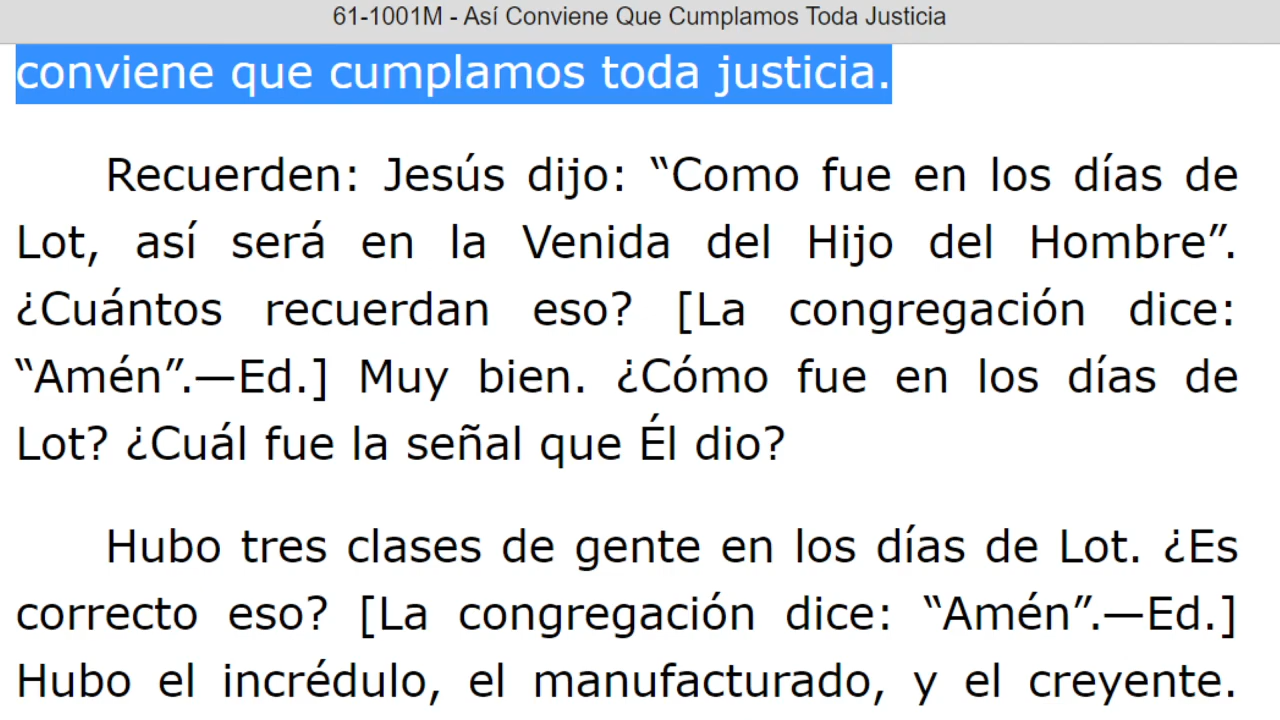 61-1001M - Así Conviene Que Cumplamos Toda Justicia
conviene que cumplamos toda justicia.
Recuerden: Jesús dijo: “Como fue en los días de
Lot, así será en la Venida del Hijo del Hombre”.
¿Cuántos recuerdan eso? [La congregación dice:
“Amén”.—Ed.] Muy bien. ¿Cómo fue en los días de
Lot? ¿Cuál fue la señal que Él dio?
Hubo tres clases de gente en los días de Lot. ¿Es
correcto eso? [La congregación dice: “Amén”.—Ed.]
Hubo el incrédulo, el manufacturado, y el creyente.